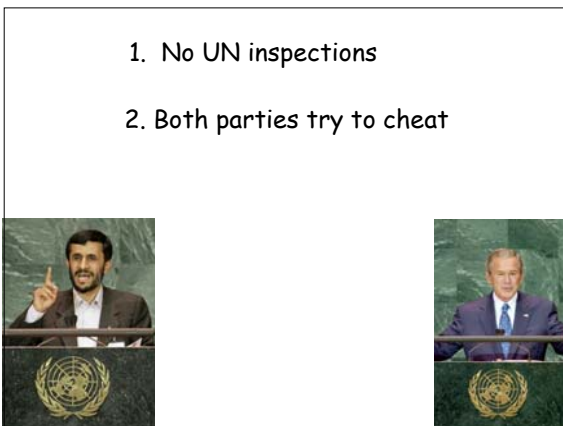 1. No UN inspections
2. Both parties try to cheat